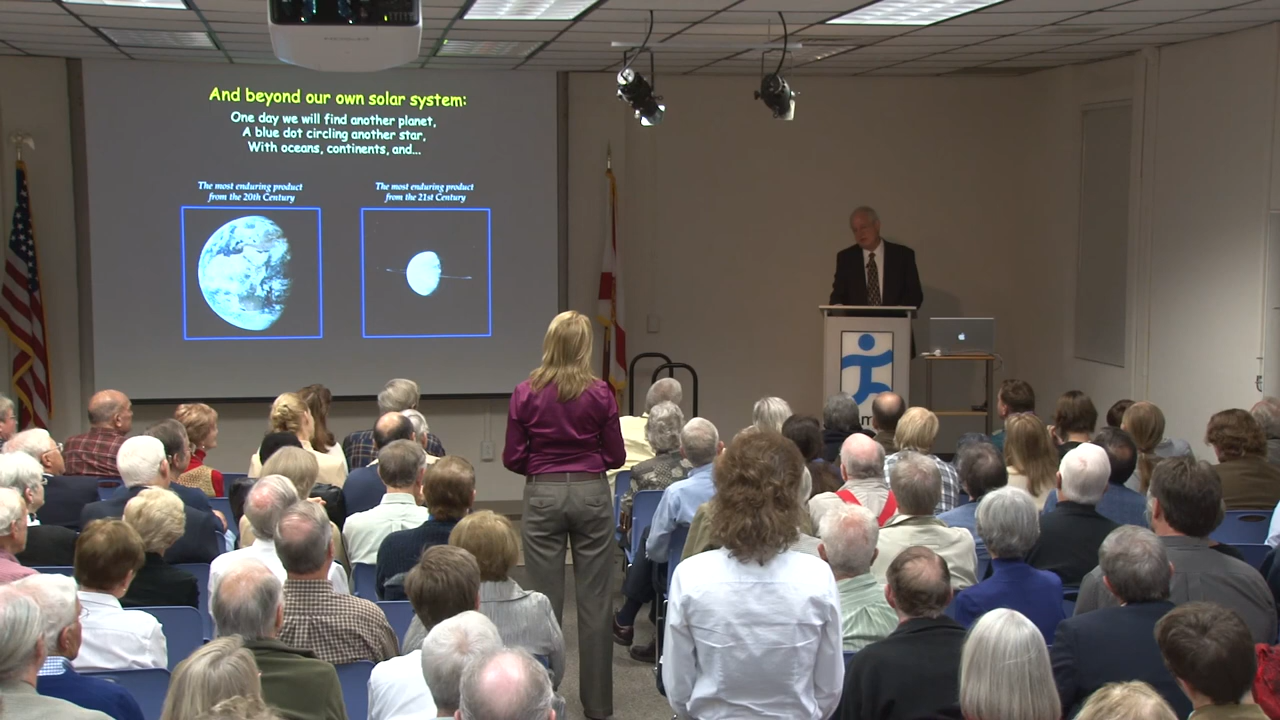 And beyond our own solar system:
One day we will find another planet,
A blue dot circling another star,
With oceans, continents, and...
The most enduring product
from the 20th Century
The most enduring product
from the 21st Century